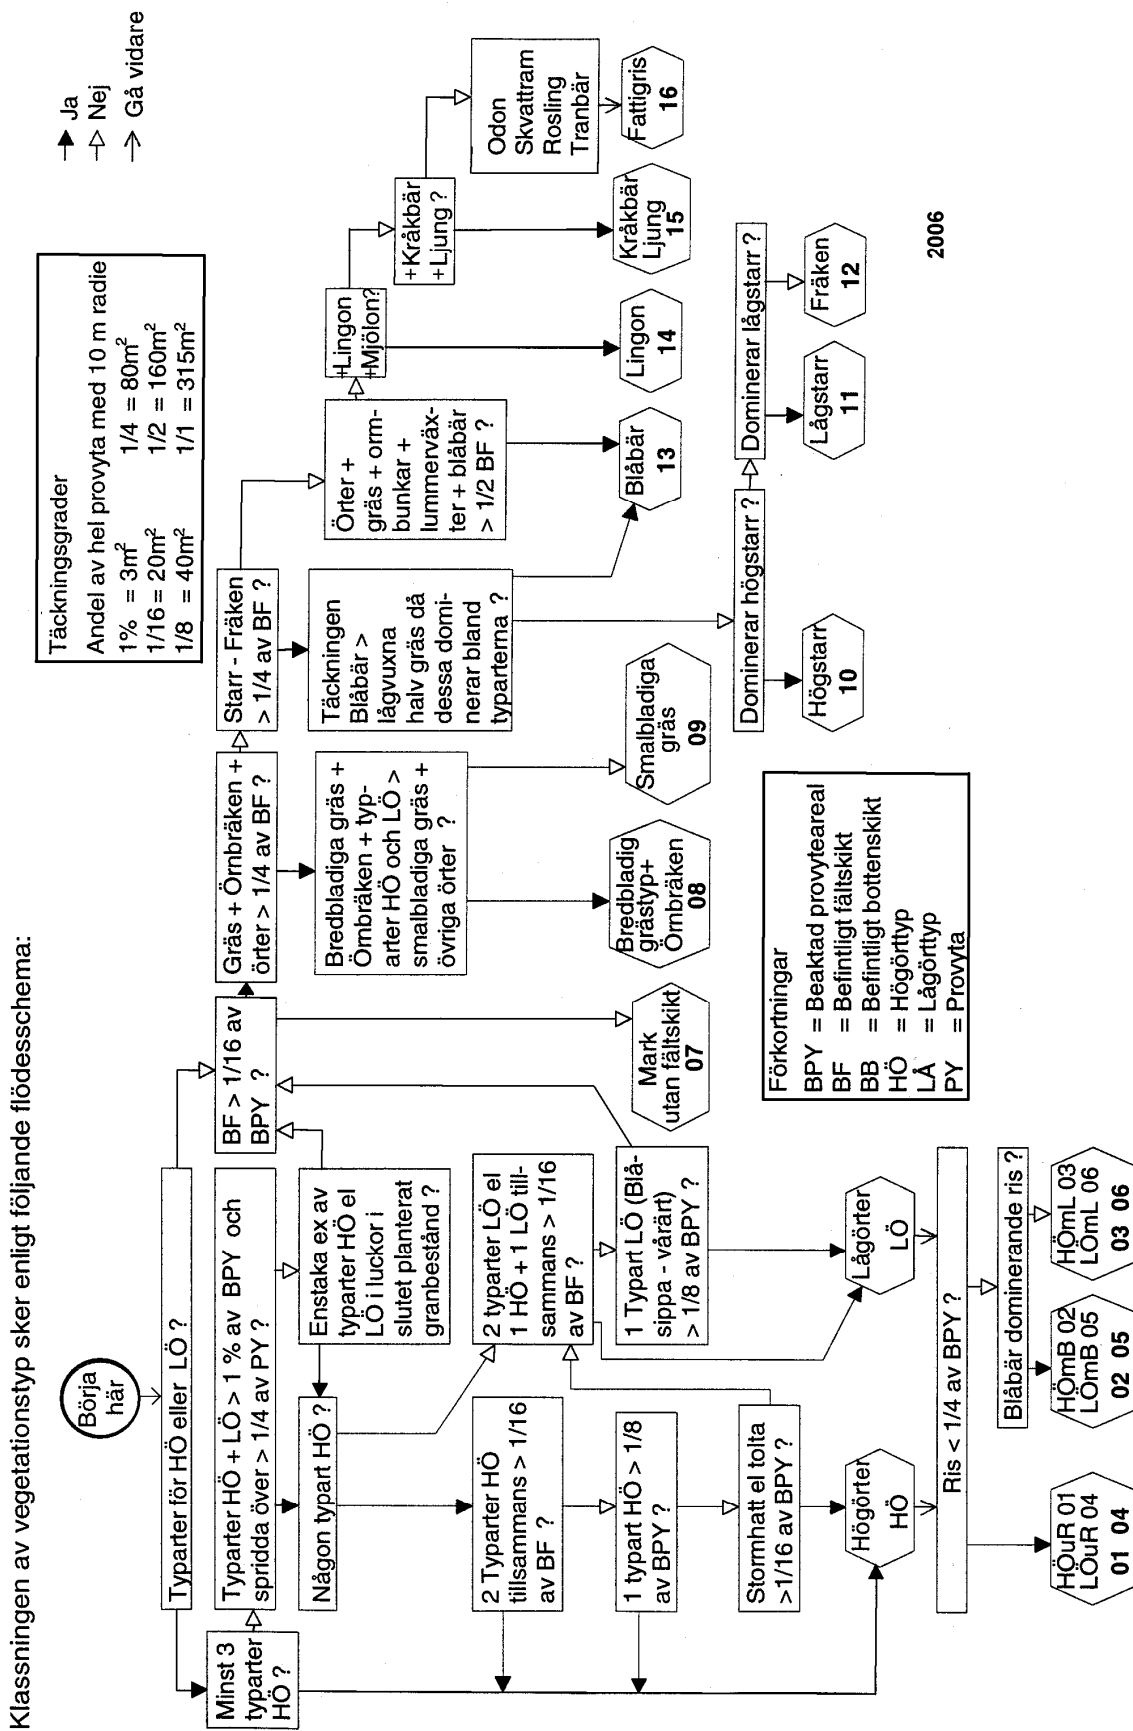 Klassningen av vegetationstyp sker enligt följande flödesschema:
Börja
här
Typarter för HÖ eller LÖ ?
Minst 3
typarter
HÖ ?
Typarter HÖ + LÖ > 1 % av BPY och
spridda över > 1/4 av PY ?
Någon typart HÖ ?
Enstaka ex av
typarter HÖ el
LÖ i luckor i
slutet planterat
granbestånd ?
2 Typarter HÖ
tillsammans > 1/16
av BF ?
2 typarter LÖ el
1 HÖ + 1 LÖ till-
sammans > 1/16
av BF ?
1 typart HÖ > 1/8
av BPY ?
1 Typart LÖ (Blå-
sippa - vårärt)
> 1/8 av BPY ?
Stormhatt el tolta
>1/16 av BPY ?
Högörter
HÖ
Lågörter
LÖ
Ris < 1/4 av BPY ?
Blåbär dominerande ris ?
HÖuR 01
LÖuR 04
01 04
HÖmB 02
LÖmB 05
02 05
HÖmL 03
LÖmL 06
03 06
BF > 1/16 av
BPY ?
Mark
utan fältskikt
07
Gräs + Örnbräken +
örter > 1/4 av BF ?
Bredbladiga gräs +
Örnbräken + typ-
arter HÖ och LÖ >
smalbladiga gräs +
övriga örter ?
Bredbladig
grästyp+
Örnbräken
08
Smalbladiga
gräs
09
Starr - Fräken
> 1/4 av BF ?
Täckningen
Blåbär >
lågvuxna
halv gräs då
dessa domi-
nerar bland
typarterna ?
Örter +
gräs + orm-
bunkar +
lummerväx-
ter + blåbär
> 1/2 BF ?
Blåbär
13
+Lingon
+Mjölon?
Lingon
14
+Kråkbär
+Ljung ?
Kråkbär
Ljung
15
Odon
Skvattram
Rosling
Tranbär
Fattigris
16
Dominerar högstarr ?
Högstarr
10
Dominerar lågstarr ?
Lågstarr
11
Fräken
12
Täckningsgrader
Andel av hel provyta med 10 m radie
1% = 3m² 1/4 = 80m²
1/16 = 20m² 1/2 = 160m²
1/8 = 40m² 1/1 = 315m²
Ja
Nej
Gå vidare
Förkortningar
BPY = Beaktad provyteareal
BF = Befintligt fältskikt
BB = Befintligt bottenskikt
HÖ = Högörttyp
LÅ = Lågörttyp
PY = Provyta
2006